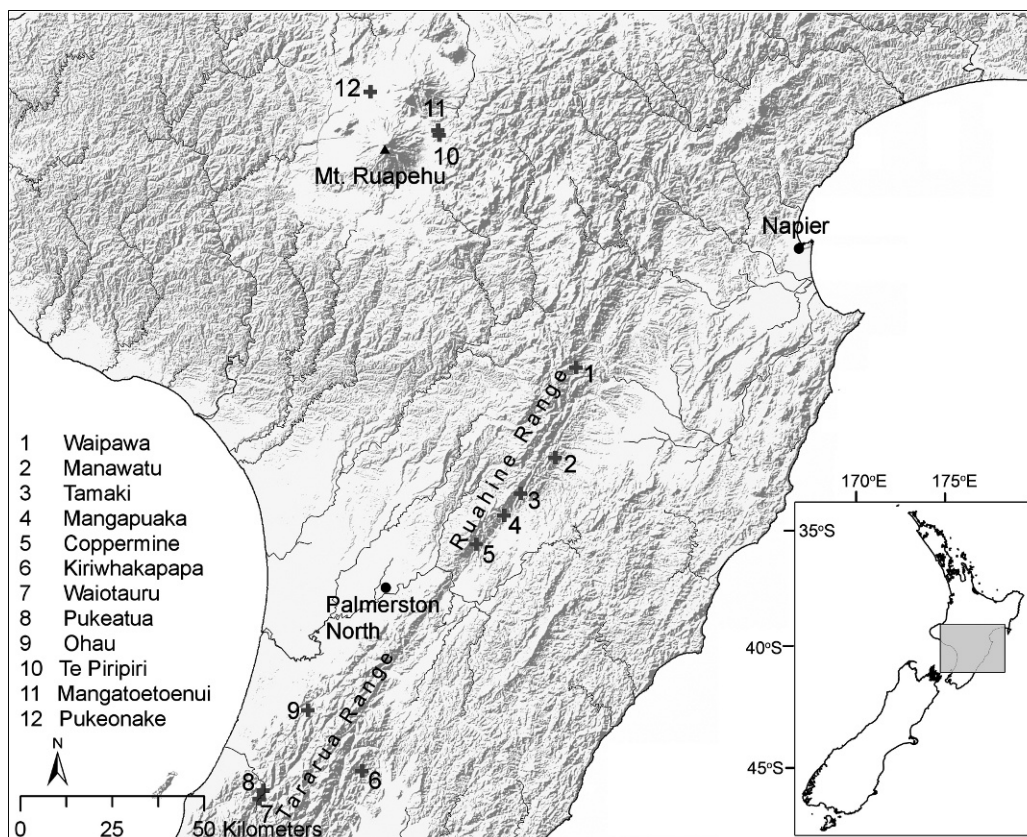 12
11
10
Mt. Ruapehu
Napier
1
Ruahine Range
2
3
4
5
Palmerston
North
9
Tararua Range
6
8
7
1 Waipawa
2 Manawatu
3 Tamaki
4 Mangapuaka
5 Coppermine
6 Kiriwhakapapa
7 Waiotauru
8 Pukeatua
9 Ohau
10 Te Piripiri
11 Mangatoetoenui
12 Pukeonake
N
0 25 50 Kilometers
170°E 175°E
35°S
40°S
45°S